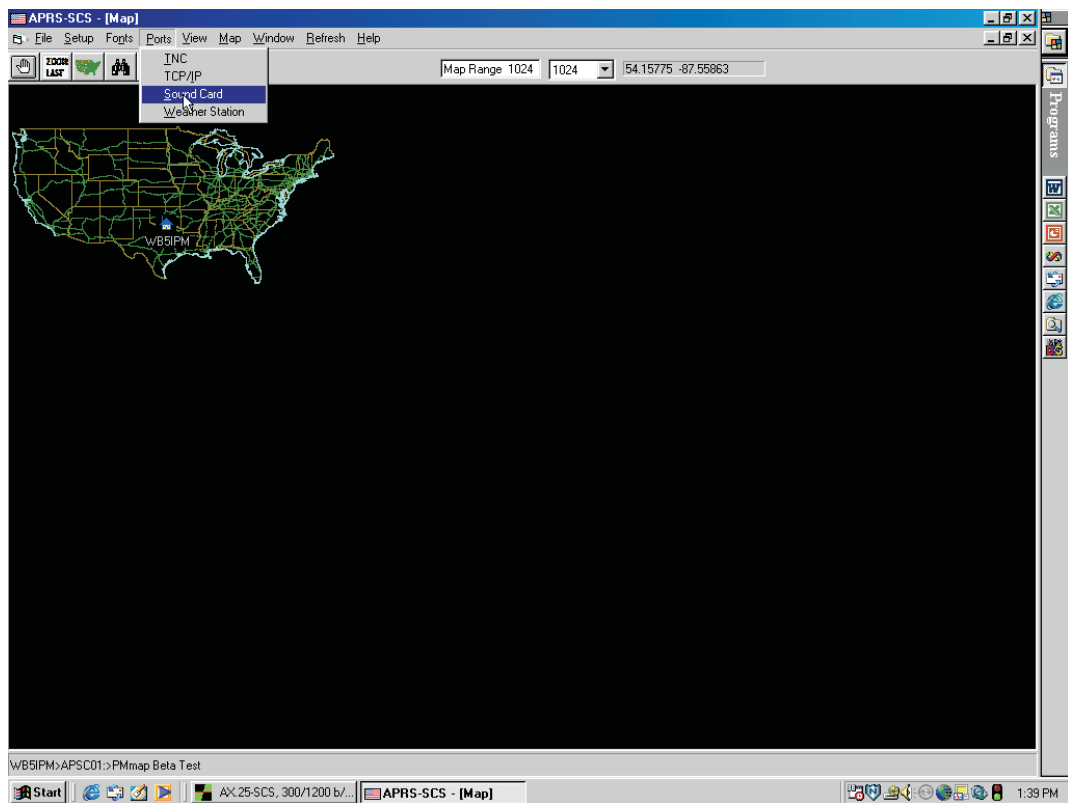 APRS-SCS - [Map]
File Setup Fonts Ports View Map Window Refresh Help
ZOOM
LAST
Map Range 1024
1024
54.15775 -87.55863
TNC
TCP/IP
Sound Card
Weather Station
WB5IPM
Programs
WB5IPM>APSC01:>PMmap Beta Test
Start
AX.25-SCS, 300/1200 b/...
APRS-SCS - [Map]
1:39 PM